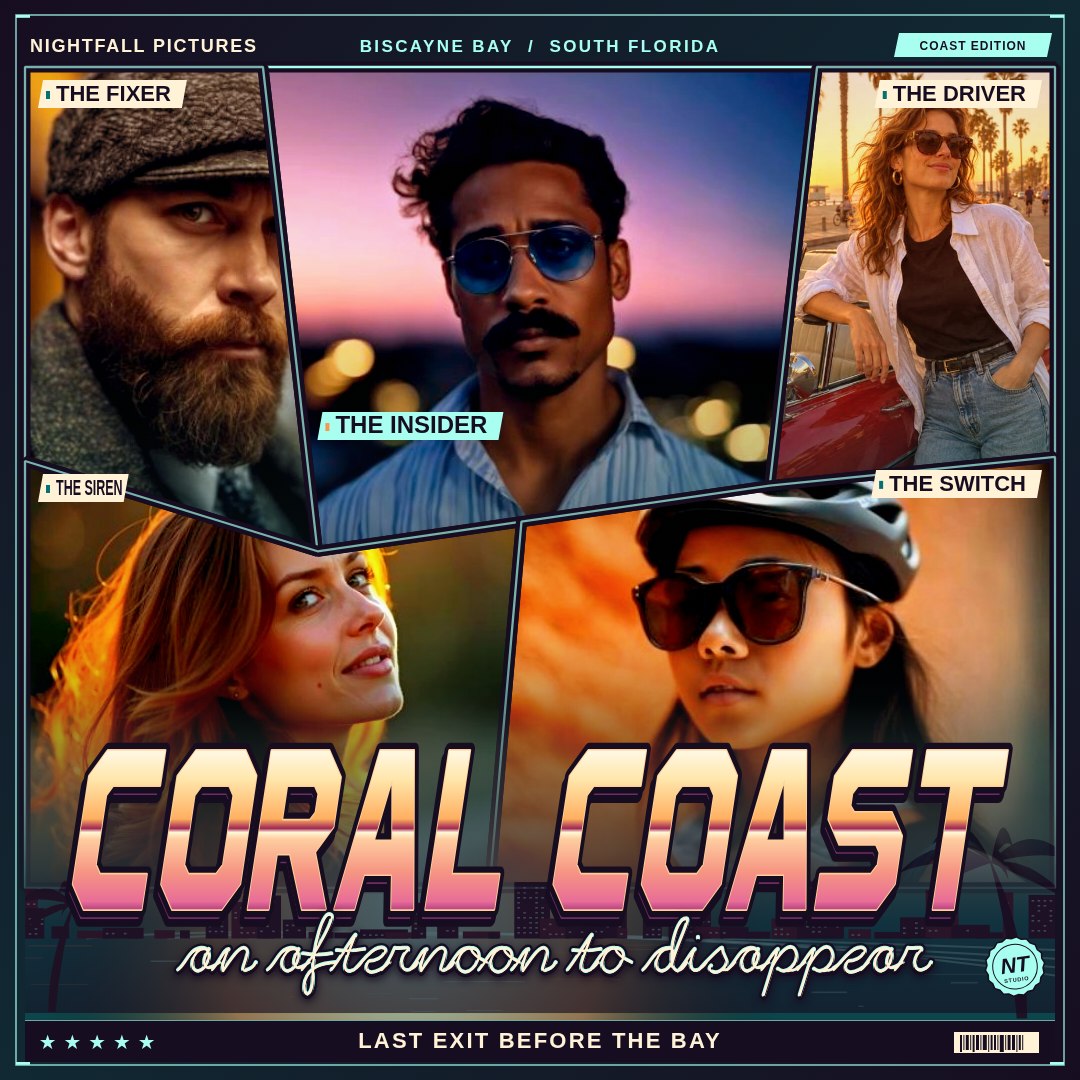 NIGHTFALL PICTURES
BISCAYNE BAY / SOUTH FLORIDA
COAST EDITION
THE FIXER
THE DRIVER
THE INSIDER
THE SIREN
THE SWITCH
CORAL COAST
an afternoon to disappear
NT
STUDIO
LAST EXIT BEFORE THE BAY